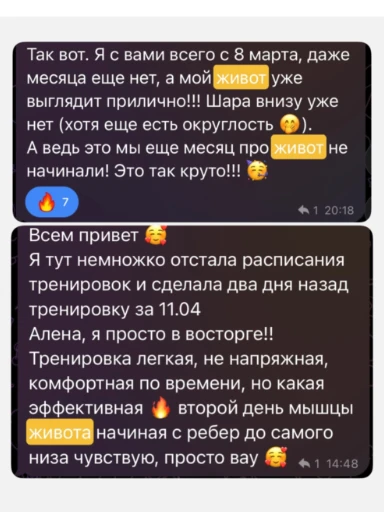 Так вот. Я с вами всего с 8 марта, даже
месяца еще нет, а мой живот уже
выглядит прилично!!! Шара внизу уже
нет (хотя еще есть округлость 🤭).
А ведь это мы еще месяц про живот не
начинали! Это так круто!!! 🥳
🔥 7
1 20:18
Всем привет 🥰
Я тут немножко отстала расписания
тренировок и сделала два дня назад
тренировку за 11.04
Алена, я просто в восторге!!
Тренировка легкая, не напряжная,
комфортная по времени, но какая
эффективная 🔥 второй день мышцы
живота начиная с ребер до самого
низа чувствую, просто вау 🥰
1 14:48